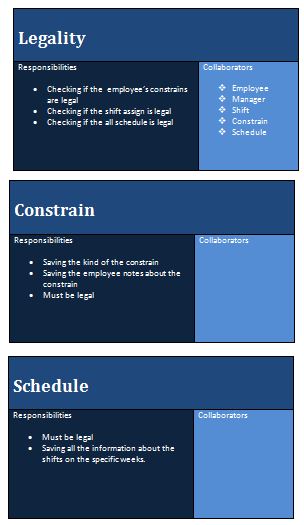 Legality
Responsibilities
Collaborators
• Checking if the employee's constrains
are legal
• Checking if the shift assign is legal
• Checking if the all schedule is legal
❖ Employee
❖ Manager
❖ Shift
❖ Constrain
❖ Schedule
Constrain
Responsibilities
Collaborators
• Saving the kind of the constrain
• Saving the employee notes about the
constrain
• Must be legal
Schedule
Responsibilities
Collaborators
• Must be legal
• Saving all the information about the
shifts on the specific weeks.